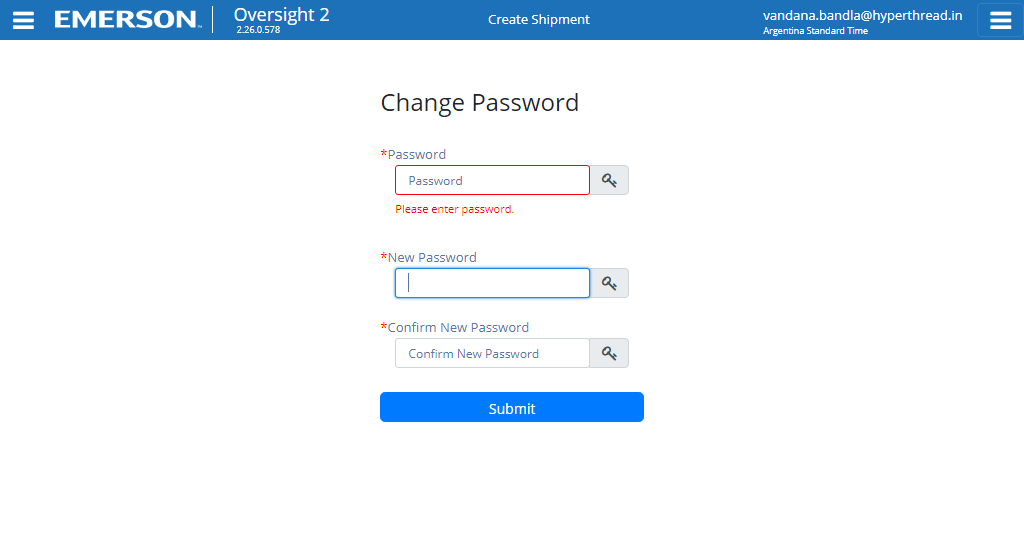 EMERSON™
Oversight 2
2.26.0.578
Create Shipment
vandana.bandla@hyperthread.in
Argentina Standard Time
Change Password
*Password
Password
Please enter password.
*New Password
*Confirm New Password
Confirm New Password
Submit